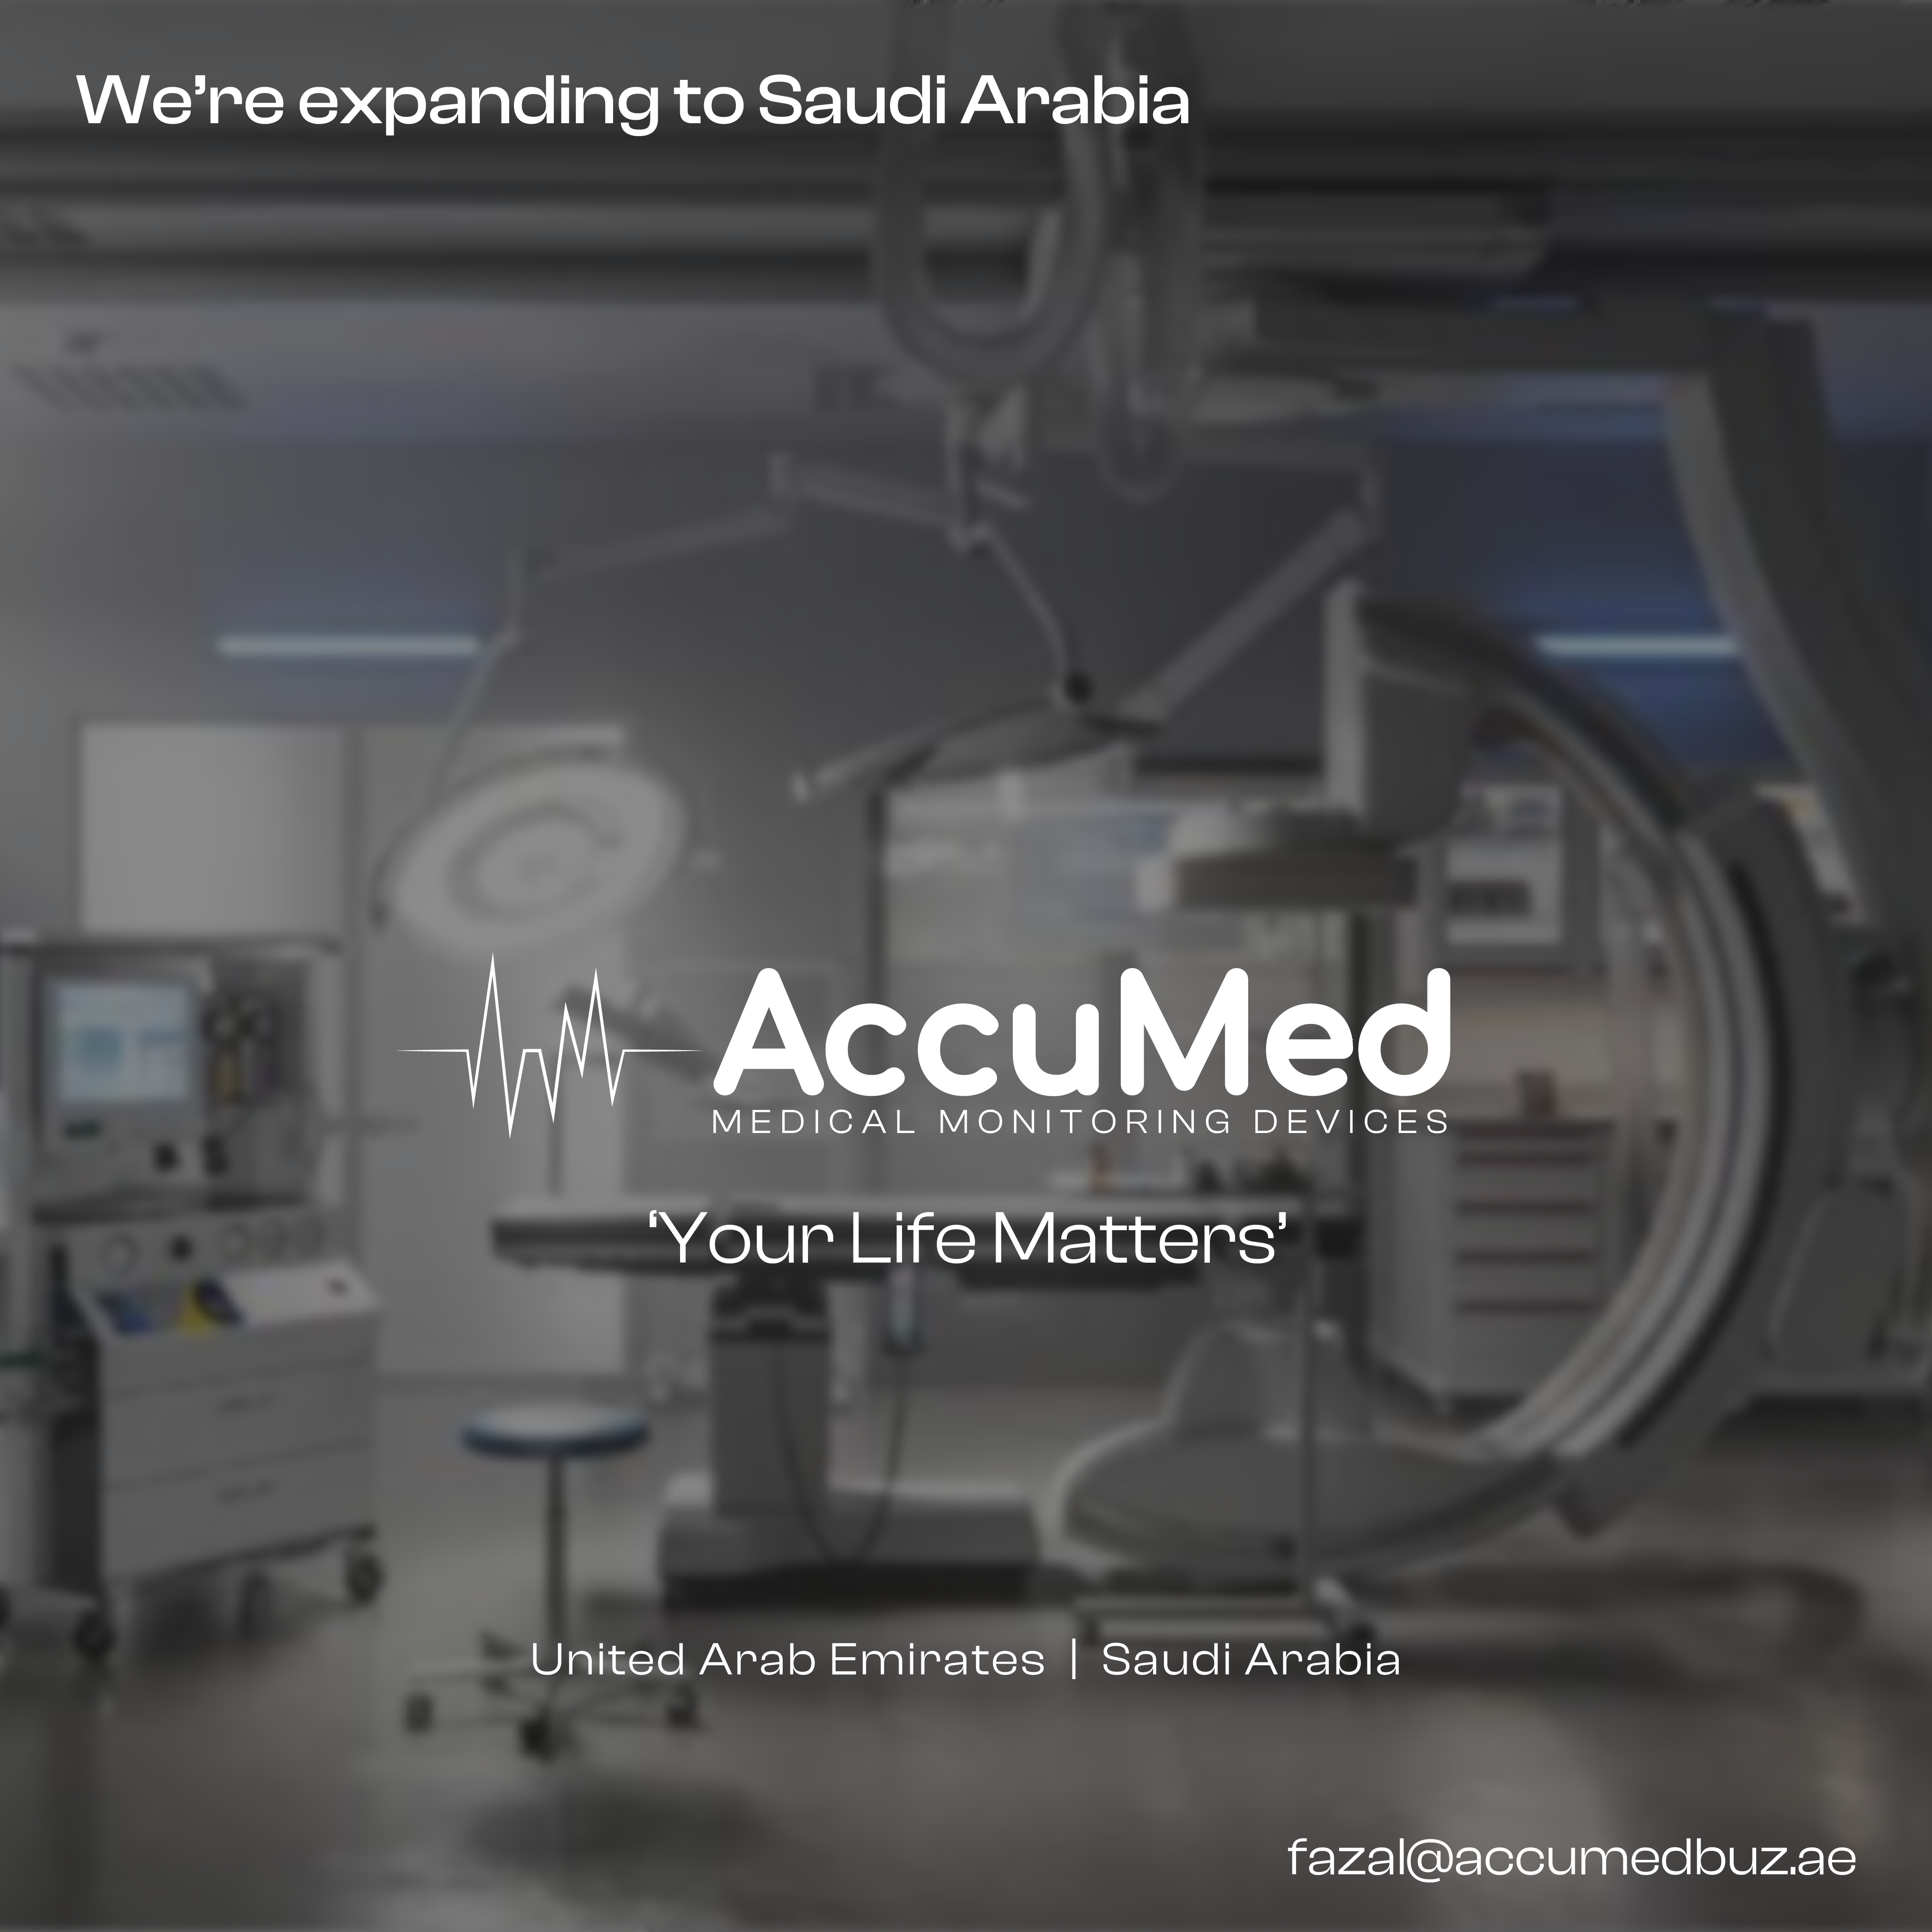 We’re expanding to Saudi Arabia
AccuMed
MEDICAL MONITORING DEVICES
‘Your Life Matters’
United Arab Emirates | Saudi Arabia
fazal@accumedbuz.ae